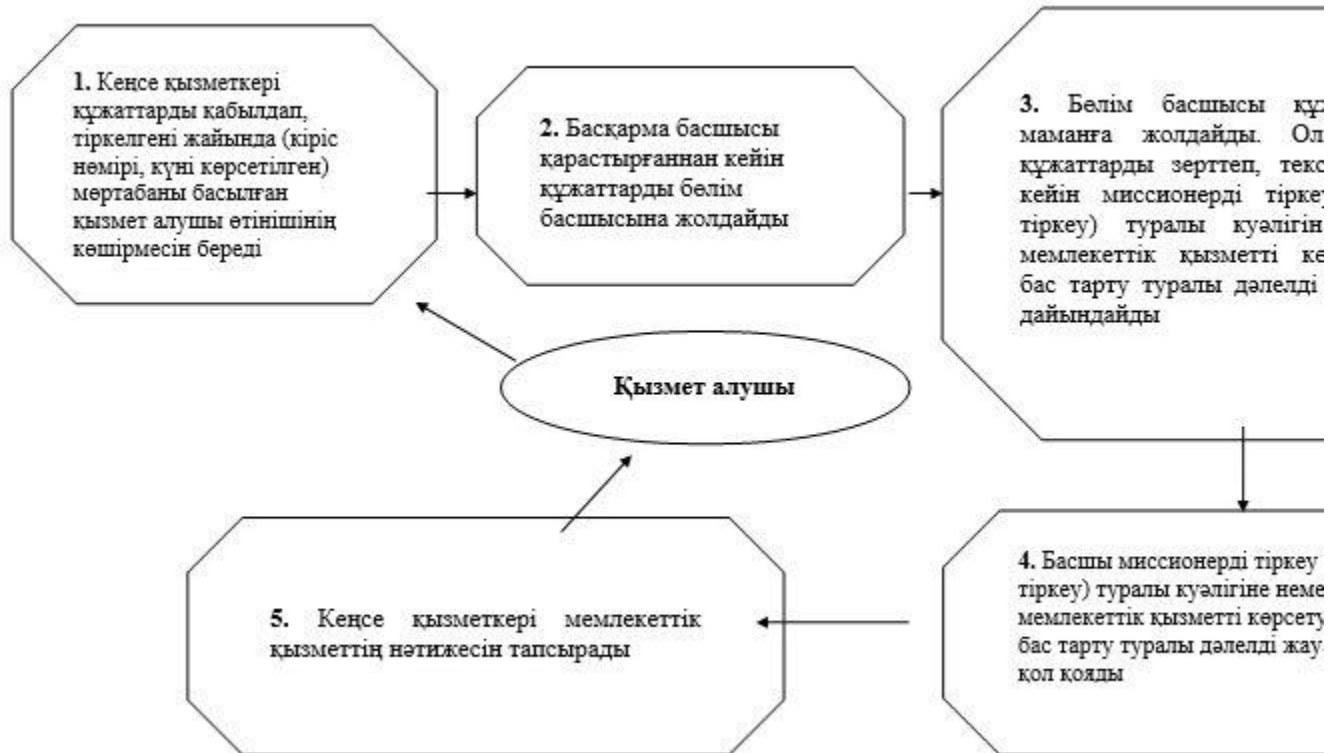 1. Кеңсе қызметкері
құжаттарды қабылдап,
тіркелгені жайында (кіріс
нөмірі, күні көрсетілген)
мөртабаны басылған
қызмет алушы өтінішінің
көшірмесін береді
2. Басқарма басшысы
қарастырғаннан кейін
құжаттарды бөлім
басшысына жолдайды
3. Бөлім басшысы
маманға жолдайды. Ол
құжаттарды зерттеп,
кейін миссионерді
тіркеу) туралы куәлігін
мемлекеттік қызметті
бас тарту туралы дәлелді
дайындайды
Қызмет алушы
4. Басшы миссионерді тіркеу
тіркеу) туралы куәлігіне
мемлекеттік қызметті
бас тарту туралы дәлелді
қол қояды
5. Кеңсе қызметкері мемлекеттік
қызметтің нәтижесін тапсырады